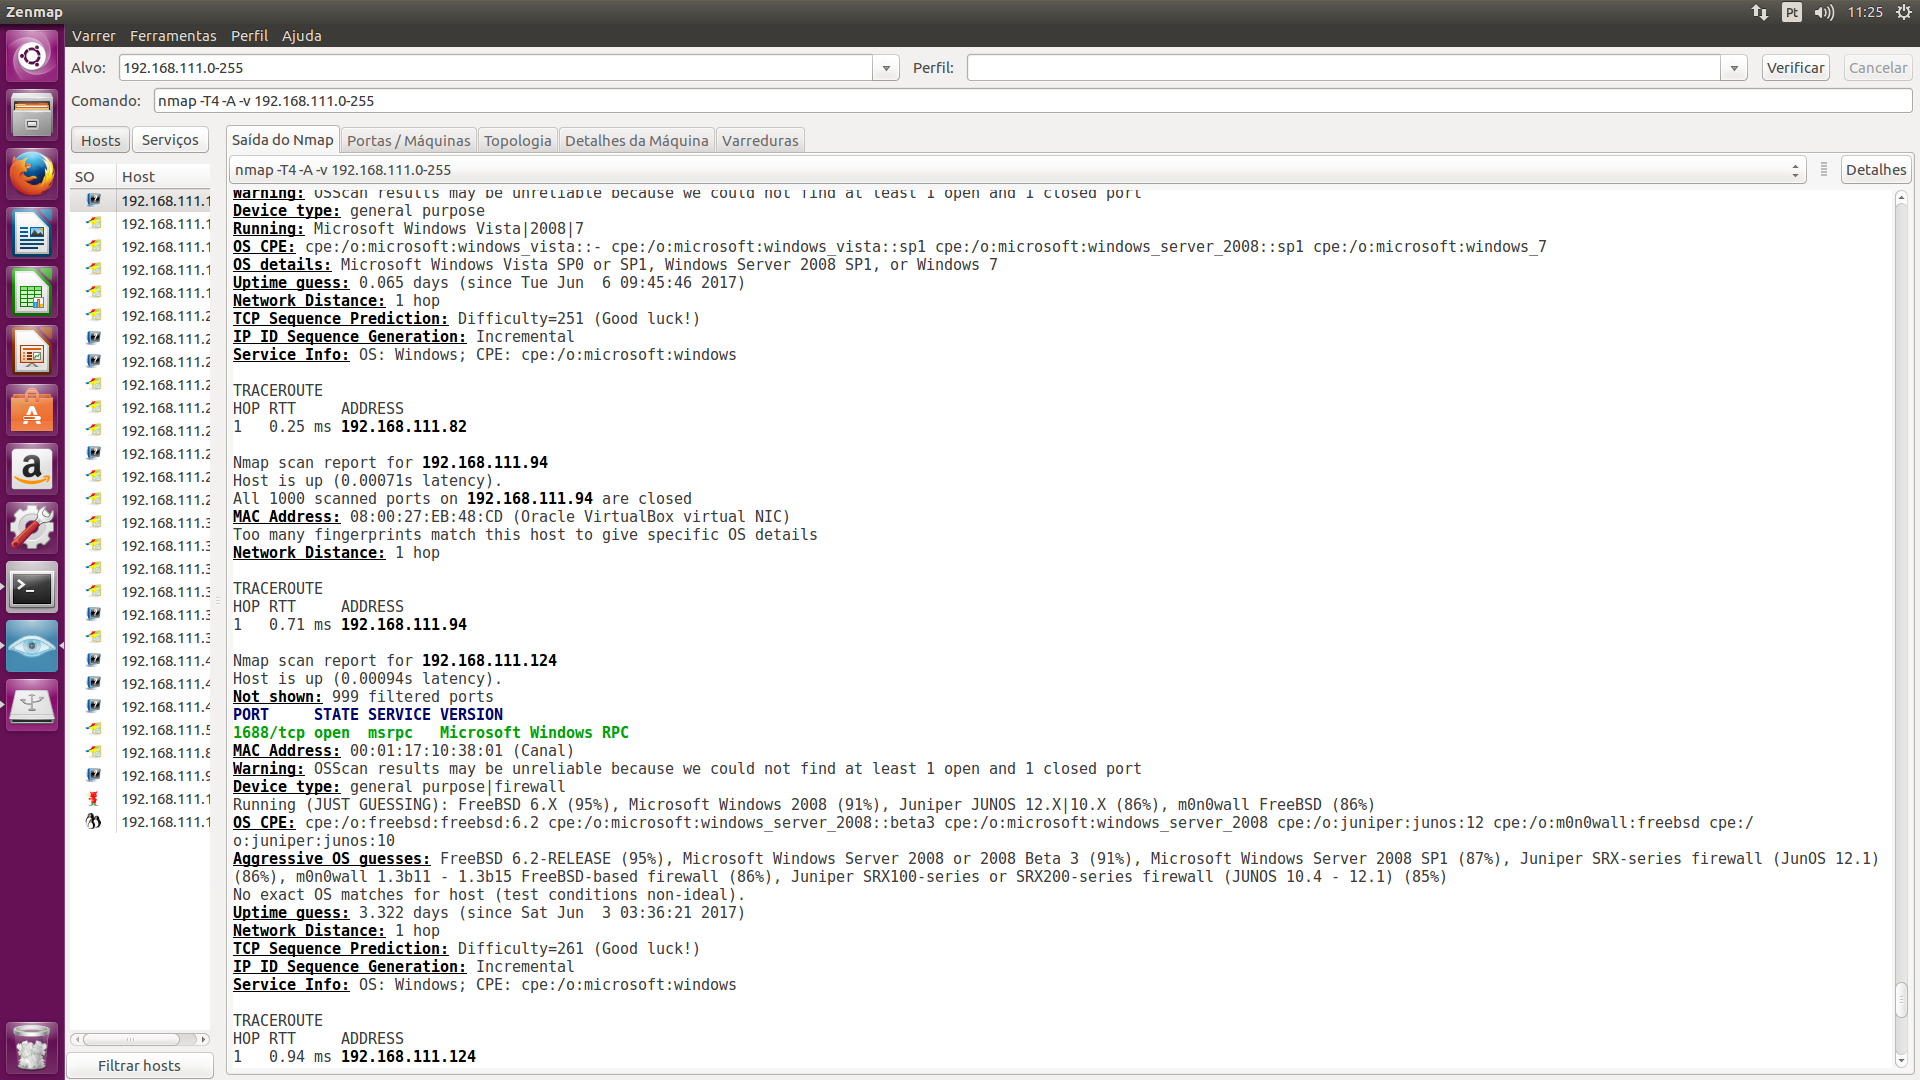 Zenmap
Pt
11:25
Varrer Ferramentas Perfil Ajuda
Alvo: 192.168.111.0-255 Perfil: Verificar Cancelar
Comando: nmap -T4 -A -v 192.168.111.0-255
Hosts Serviços
Saída do Nmap Portas / Máquinas Topologia Detalhes da Máquina Varreduras
nmap -T4 -A -v 192.168.111.0-255 Detalhes
SO Host
192.168.111.1
192.168.111.1
192.168.111.1
192.168.111.1
192.168.111.1
192.168.111.2
192.168.111.2
192.168.111.2
192.168.111.2
192.168.111.2
192.168.111.2
192.168.111.2
192.168.111.2
192.168.111.2
192.168.111.3
192.168.111.3
192.168.111.3
192.168.111.3
192.168.111.3
192.168.111.3
192.168.111.4
192.168.111.4
192.168.111.4
192.168.111.5
192.168.111.8
192.168.111.9
192.168.111.1
192.168.111.1
Filtrar hosts
Warning: OSScan results may be unreliable because we could not find at least 1 open and 1 closed port
Device type: general purpose
Running: Microsoft Windows Vista|2008|7
OS CPE: cpe:/o:microsoft:windows_vista::- cpe:/o:microsoft:windows_vista::sp1 cpe:/o:microsoft:windows_server_2008::sp1 cpe:/o:microsoft:windows_7
OS details: Microsoft Windows Vista SP0 or SP1, Windows Server 2008 SP1, or Windows 7
Uptime guess: 0.065 days (since Tue Jun  6 09:45:46 2017)
Network Distance: 1 hop
TCP Sequence Prediction: Difficulty=251 (Good luck!)
IP ID Sequence Generation: Incremental
Service Info: OS: Windows; CPE: cpe:/o:microsoft:windows
TRACEROUTE
HOP RTT     ADDRESS
1   0.25 ms 192.168.111.82
Nmap scan report for 192.168.111.94
Host is up (0.00071s latency).
All 1000 scanned ports on 192.168.111.94 are closed
MAC Address: 08:00:27:EB:48:CD (Oracle VirtualBox virtual NIC)
Too many fingerprints match this host to give specific OS details
Network Distance: 1 hop
TRACEROUTE
HOP RTT     ADDRESS
1   0.71 ms 192.168.111.94
Nmap scan report for 192.168.111.124
Host is up (0.00094s latency).
Not shown: 999 filtered ports
PORT     STATE SERVICE VERSION
1688/tcp open  msrpc   Microsoft Windows RPC
MAC Address: 00:01:17:10:38:01 (Canal)
Warning: OSScan results may be unreliable because we could not find at least 1 open and 1 closed port
Device type: general purpose|firewall
Running (JUST GUESSING): FreeBSD 6.X (95%), Microsoft Windows 2008 (91%), Juniper JUNOS 12.X|10.X (86%), m0n0wall FreeBSD (86%)
OS CPE: cpe:/o:freebsd:freebsd:6.2 cpe:/o:microsoft:windows_server_2008::beta3 cpe:/o:microsoft:windows_server_2008 cpe:/o:juniper:junos:12 cpe:/o:m0n0wall:freebsd cpe:/
o:juniper:junos:10
Aggressive OS guesses: FreeBSD 6.2-RELEASE (95%), Microsoft Windows Server 2008 or 2008 Beta 3 (91%), Microsoft Windows Server 2008 SP1 (87%), Juniper SRX-series firewall (JunOS 12.1)
(86%), m0n0wall 1.3b11 - 1.3b15 FreeBSD-based firewall (86%), Juniper SRX100-series or SRX200-series firewall (JUNOS 10.4 - 12.1) (85%)
No exact OS matches for host (test conditions non-ideal).
Uptime guess: 3.322 days (since Sat Jun  3 03:36:21 2017)
Network Distance: 1 hop
TCP Sequence Prediction: Difficulty=261 (Good luck!)
IP ID Sequence Generation: Incremental
Service Info: OS: Windows; CPE: cpe:/o:microsoft:windows
TRACEROUTE
HOP RTT     ADDRESS
1   0.94 ms 192.168.111.124